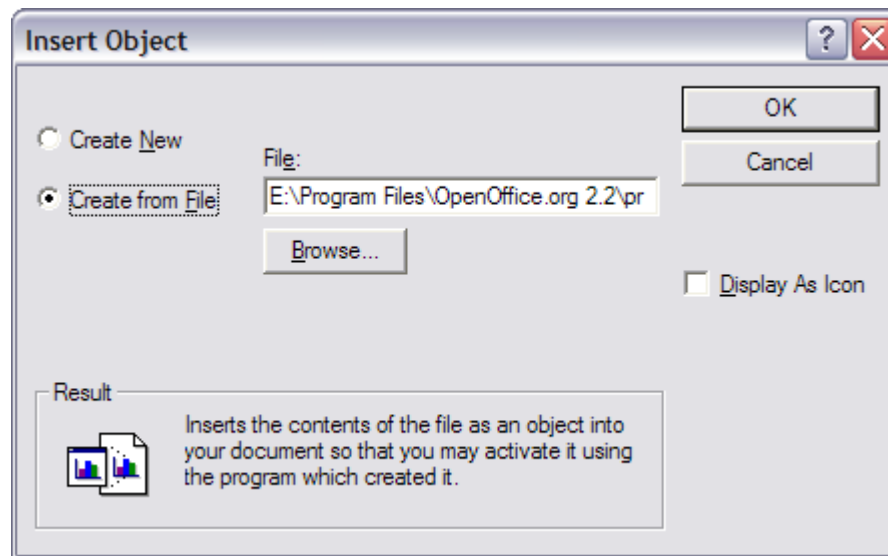 Insert Object
OK
Create New
File:
Cancel
Create from File
E:\Program Files\OpenOffice.org 2.2\pr
Browse...
Display As Icon
Result
Inserts the contents of the file as an object into
your document so that you may activate it using
the program which created it.